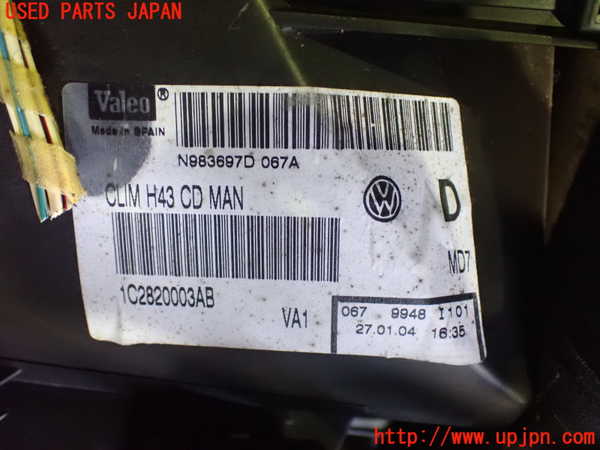 USED PARTS JAPAN
Valeo®
Made in SPAIN
N983697D 067A
CLIM H43 CD MAN
D
MD7
1C2820003AB
VA1
067 9948 I101
27.01.04 16:35
http://www.upjpn.com/